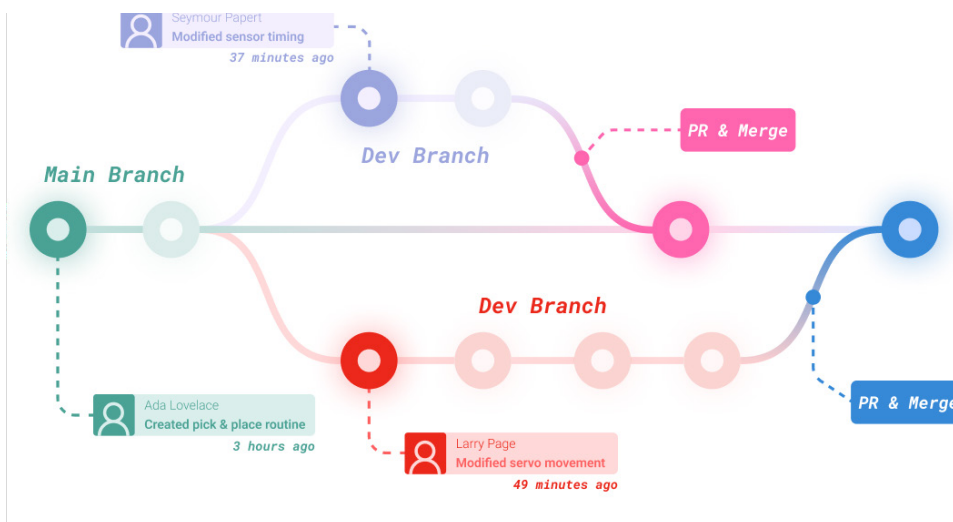 Seymour Papert
Modified sensor timing
37 minutes ago
PR & Merge
Dev Branch
Main Branch
Dev Branch
Ada Lovelace
Created pick & place routine
3 hours ago
PR & Merge
Larry Page
Modified servo movement
49 minutes ago